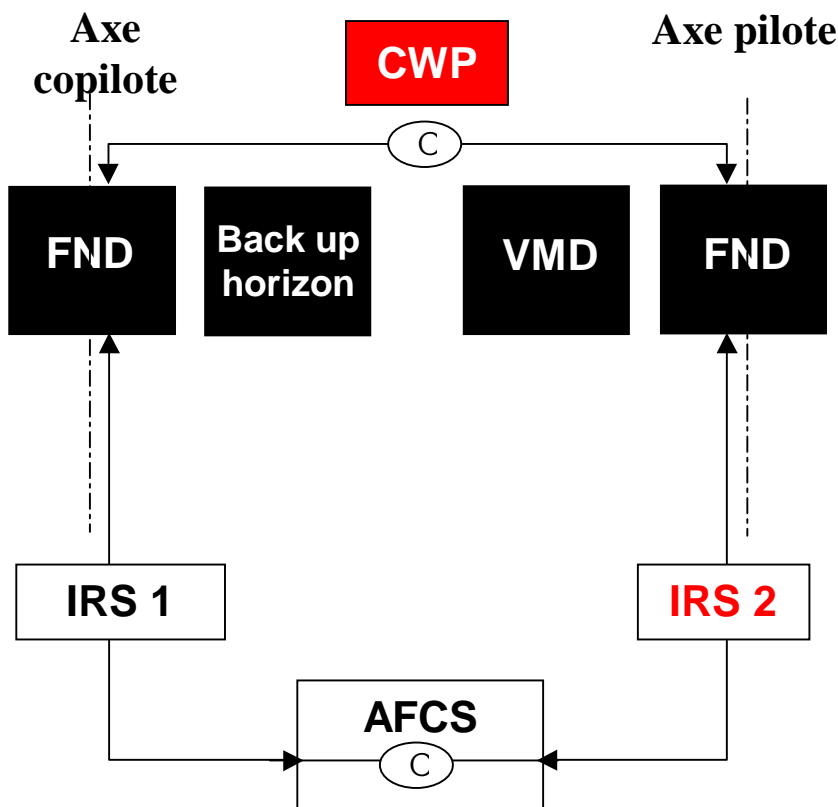 Axe
copilote
CWP
Axe pilote
C
FND
Back up
horizon
VMD
FND
IRS 1
IRS 2
AFCS
C